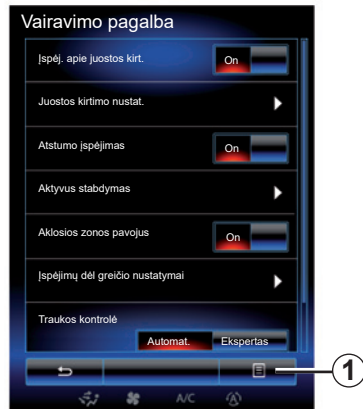 Vairavimo pagalba
Įspėj. apie juostos kirt.
On
Juostos kirtimo nustat.
Atstumo įspėjimas
On
Aktyvus stabdymas
Aklosios zonos pavojus
On
Įspėjimų dėl greičio nustatymai
Traukos kontrolė
Automat.
Ekspertas
1
A/C
A